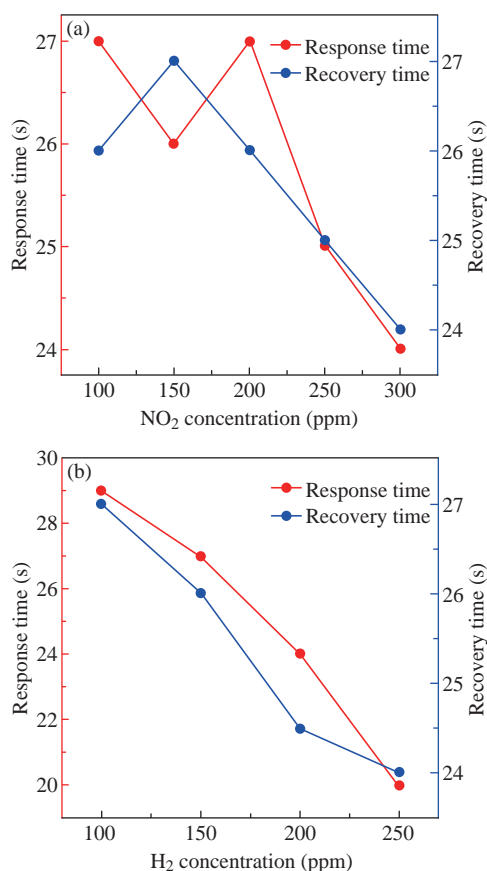 (a)
Response time
Recovery time
27
26
25
24
Response time (s)
27
26
25
24
Recovery time (s)
100 150 200 250 300
NO₂ concentration (ppm)
(b)
Response time
Recovery time
30
28
26
24
22
20
Response time (s)
27
26
25
24
Recovery time (s)
100 150 200 250
H₂ concentration (ppm)